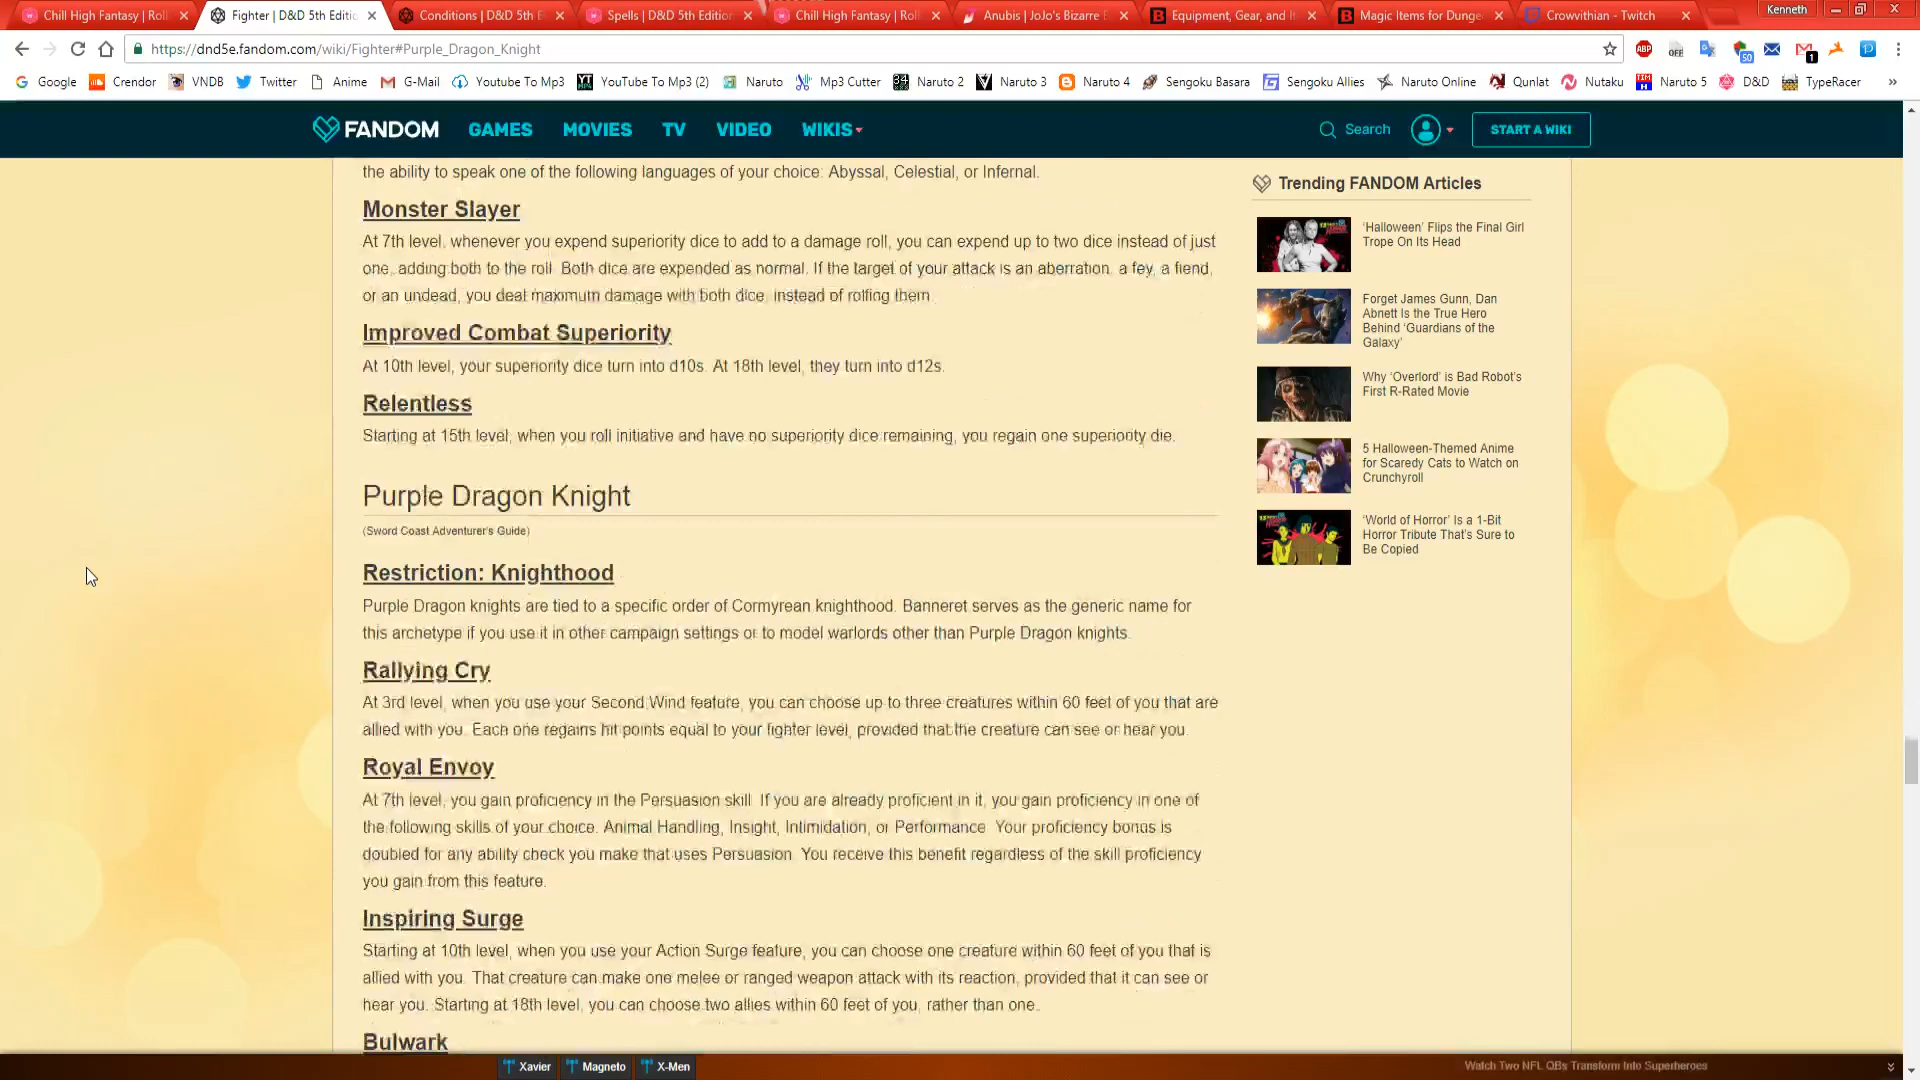 Chill High Fantasy | Roll
Fighter | D&D 5th Editio
Conditions | D&D 5th E
Spells | D&D 5th Edition
Chill High Fantasy | Roll
Anubis | JoJo's Bizarre E
Equipment, Gear, and It
Magic Items for Dunge
Crowvithian - Twitch
Kenneth
https://dnd5e.fandom.com/wiki/Fighter#Purple_Dragon_Knight
ABP
OFF
50
1
Google
Crendor
VNDB
Twitter
Anime
G-Mail
Youtube To Mp3
YouTube To Mp3 (2)
Naruto
Mp3 Cutter
Naruto 2
Naruto 3
Naruto 4
Sengoku Basara
Sengoku Allies
Naruto Online
Qunlat
Nutaku
Naruto 5
D&D
TypeRacer
FANDOM
GAMES
MOVIES
TV
VIDEO
WIKIS
Search
START A WIKI
the ability to speak one of the following languages of your choice: Abyssal, Celestial, or Infernal.
Monster Slayer
At 7th level, whenever you expend superiority dice to add to a damage roll, you can expend up to two dice instead of just
one, adding both to the roll. Both dice are expended as normal. If the target of your attack is an aberration, a fey, a fiend,
or an undead, you deal maximum damage with both dice, instead of rolling them.
Improved Combat Superiority
At 10th level, your superiority dice turn into d10s. At 18th level, they turn into d12s.
Relentless
Starting at 15th level, when you roll initiative and have no superiority dice remaining, you regain one superiority die.
Purple Dragon Knight
(Sword Coast Adventurer's Guide)
Restriction: Knighthood
Purple Dragon knights are tied to a specific order of Cormyrean knighthood. Banneret serves as the generic name for
this archetype if you use it in other campaign settings or to model warlords other than Purple Dragon knights.
Rallying Cry
At 3rd level, when you use your Second Wind feature, you can choose up to three creatures within 60 feet of you that are
allied with you. Each one regains hit points equal to your fighter level, provided that the creature can see or hear you.
Royal Envoy
At 7th level, you gain proficiency in the Persuasion skill. If you are already proficient in it, you gain proficiency in one of
the following skills of your choice: Animal Handling, Insight, Intimidation, or Performance. Your proficiency bonus is
doubled for any ability check you make that uses Persuasion. You receive this benefit regardless of the skill proficiency
you gain from this feature.
Inspiring Surge
Starting at 10th level, when you use your Action Surge feature, you can choose one creature within 60 feet of you that is
allied with you. That creature can make one melee or ranged weapon attack with its reaction, provided that it can see or
hear you. Starting at 18th level, you can choose two allies within 60 feet of you, rather than one.
Bulwark
Trending FANDOM Articles
'Halloween' Flips the Final Girl
Trope On Its Head
Forget James Gunn, Dan
Abnett Is the True Hero
Behind 'Guardians of the
Galaxy'
Why 'Overlord' is Bad Robot's
First R-Rated Movie
5 Halloween-Themed Anime
for Scaredy Cats to Watch on
Crunchyroll
'World of Horror' Is a 1-Bit
Horror Tribute That's Sure to
Be Copied
Xavier
Magneto
X-Men
Watch Two NFL QBs Transform Into Superheroes